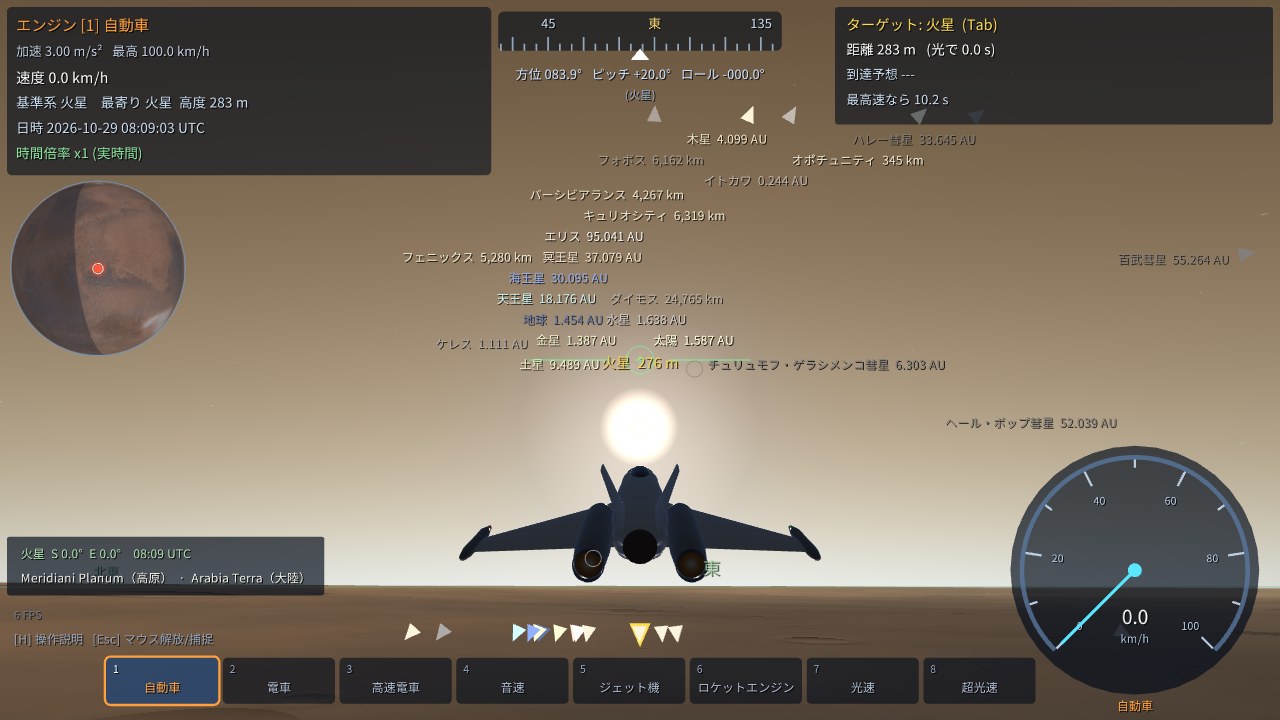 エンジン [1] 自動車
加速 3.00 m/s² 最高 100.0 km/h
速度 0.0 km/h
基準系 火星 最寄り 火星 高度 283 m
日時 2026-10-29 08:09:03 UTC
時間倍率 x1 (実時間)
45 東 135
方位 083.9° ピッチ +20.0° ロール -000.0°
(火星)
ターゲット: 火星 (Tab)
距離 283 m (光で 0.0 s)
到達予想 ---
最高速なら 10.2 s
木星 4.099 AU
ハレー彗星 33.645 AU
フォボス 6,162 km
オポチュニティ 345 km
イトカワ 0.244 AU
パーシビアランス 4,267 km
キュリオシティ 6,319 km
エリス 95.041 AU
フェニックス 5,280 km
冥王星 37.079 AU
百武彗星 55.264 AU
海王星 30.095 AU
天王星 18.176 AU
ダイモス 24,765 km
地球 1.454 AU
水星 1.638 AU
ケレス 1.111 AU
金星 1.387 AU
太陽 1.587 AU
土星 9.489 AU
火星 276 m
チュリュモフ・ゲラシメンコ彗星 6.303 AU
ヘール・ボップ彗星 52.039 AU
火星 S 0.0° E 0.0° 08:09 UTC
北東
Meridiani Planum（高原） · Arabia Terra（大陸）
東
6 FPS
[H] 操作説明 [Esc] マウス解放/捕捉
0 20 40 60 80 100
0.0
km/h
自動車
1 自動車
2 電車
3 高速電車
4 音速
5 ジェット機
6 ロケットエンジン
7 光速
8 超光速